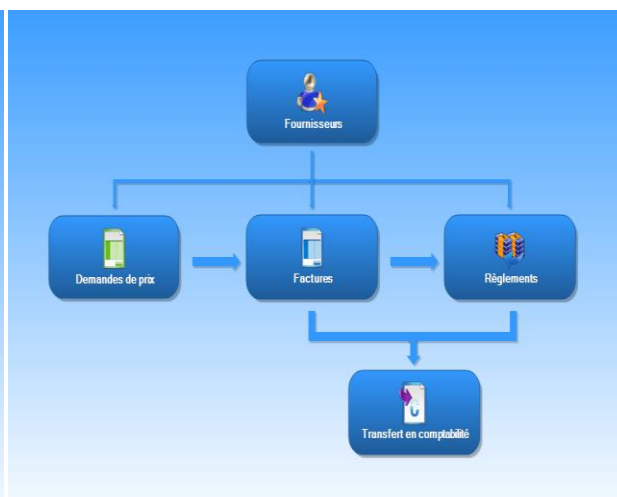 Fournisseurs
Demandes de prix
Factures
Règlements
Transfert en comptabilité